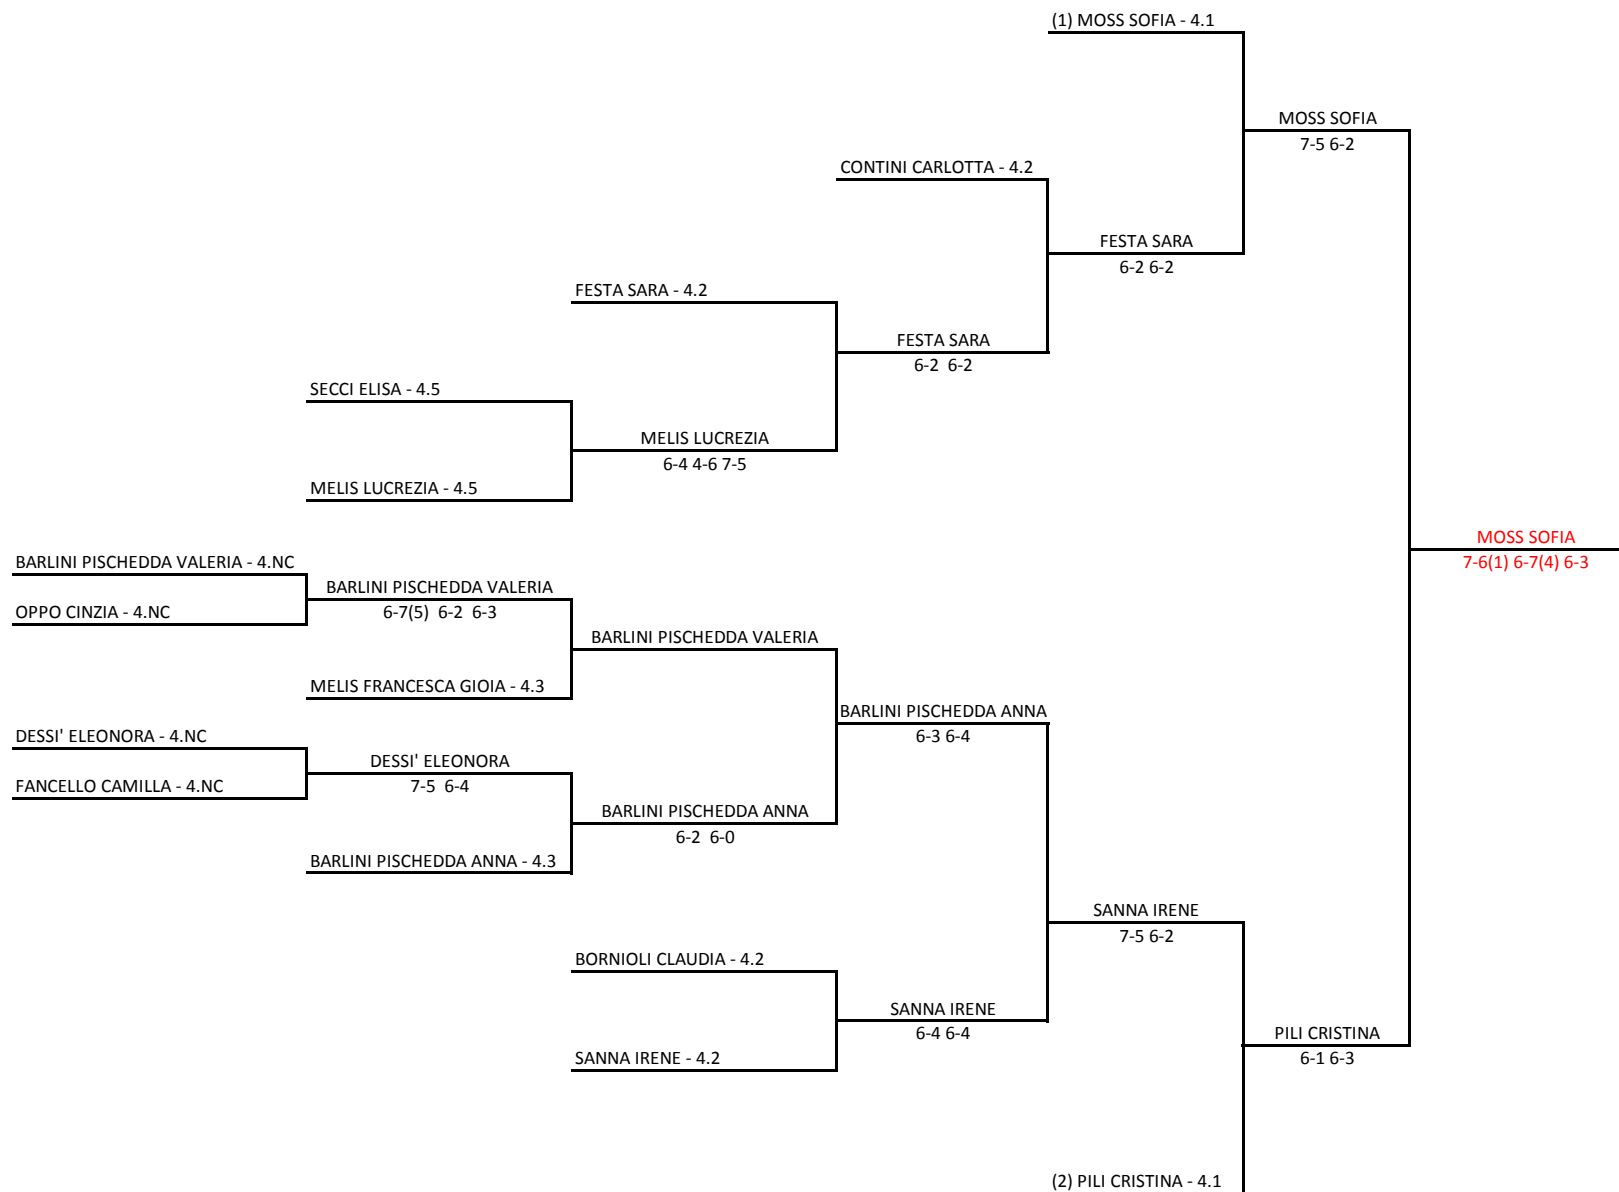 (1) MOSS SOFIA - 4.1
MOSS SOFIA
7-5 6-2
CONTINI CARLOTTA - 4.2
FESTA SARA
6-2 6-2
FESTA SARA - 4.2
FESTA SARA
6-2  6-2
SECCI ELISA - 4.5
MELIS LUCREZIA
6-4 4-6 7-5
MELIS LUCREZIA - 4.5
MOSS SOFIA
7-6(1) 6-7(4) 6-3
BARLINI PISCHEDDA VALERIA - 4.NC
BARLINI PISCHEDDA VALERIA
6-7(5)  6-2  6-3
OPPO CINZIA - 4.NC
BARLINI PISCHEDDA VALERIA
MELIS FRANCESCA GIOIA - 4.3
BARLINI PISCHEDDA ANNA
6-3 6-4
DESSI' ELEONORA - 4.NC
DESSI' ELEONORA
7-5  6-4
FANCELLO CAMILLA - 4.NC
BARLINI PISCHEDDA ANNA
6-2  6-0
BARLINI PISCHEDDA ANNA - 4.3
SANNA IRENE
7-5 6-2
BORNIOLI CLAUDIA - 4.2
SANNA IRENE
6-4 6-4
SANNA IRENE - 4.2
PILI CRISTINA
6-1 6-3
(2) PILI CRISTINA - 4.1